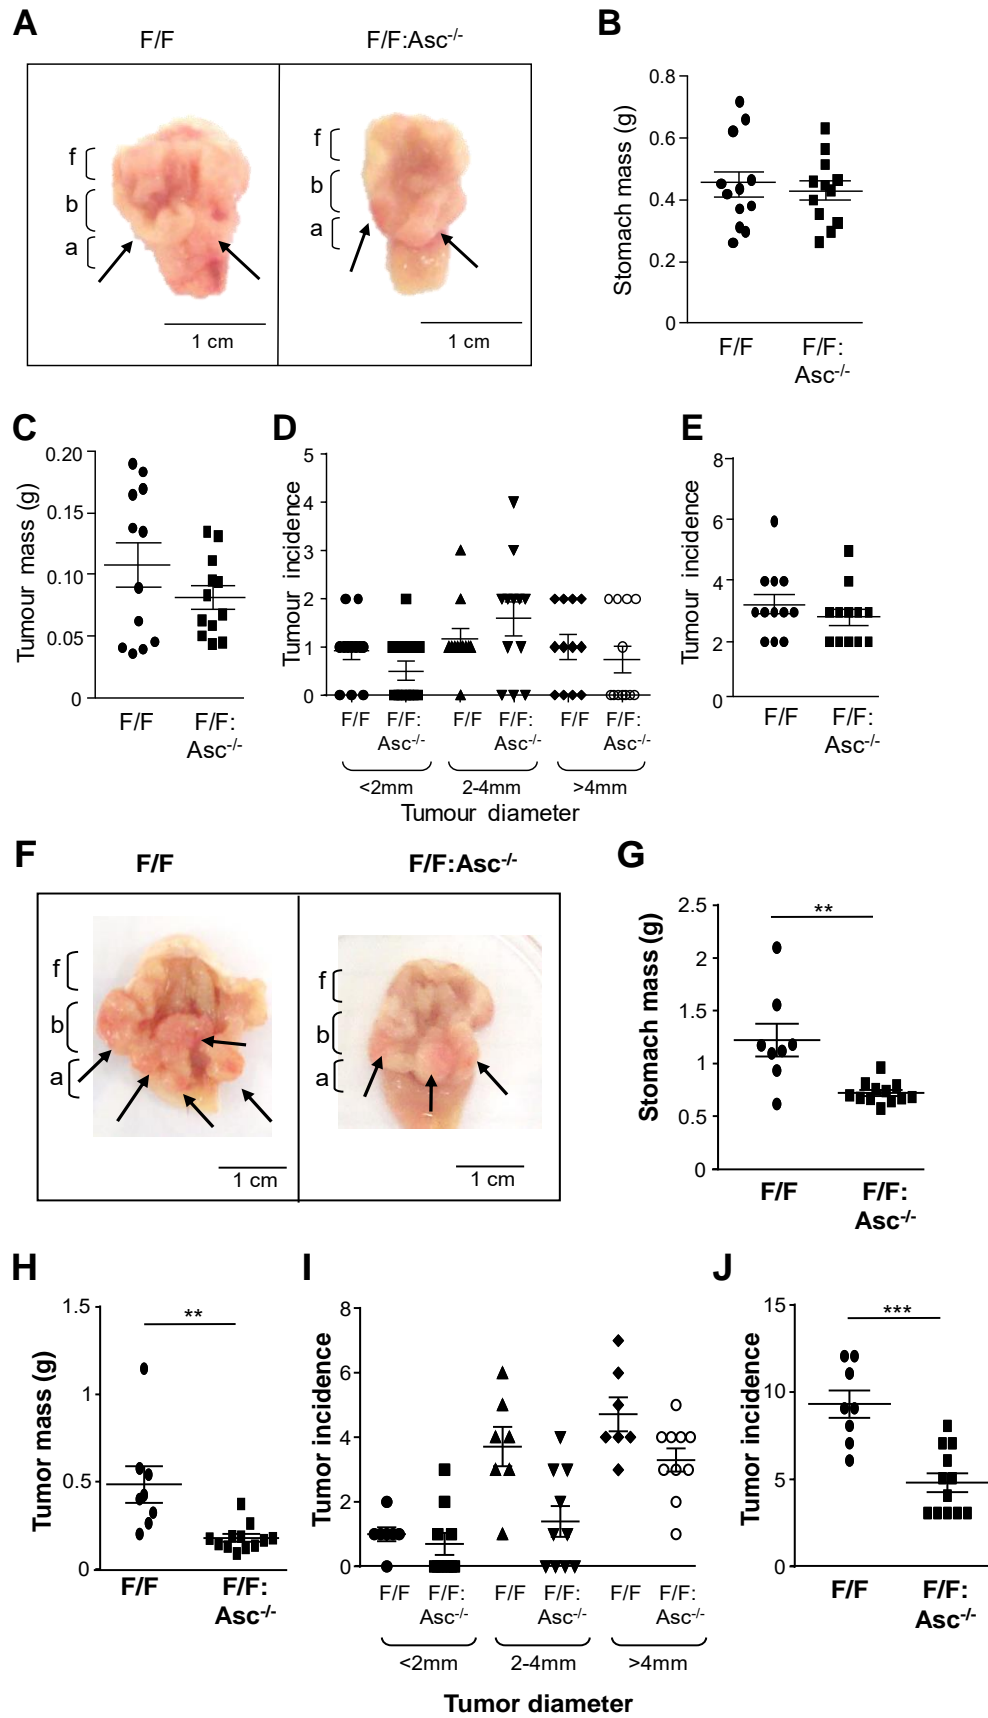 A
F/F
F/F:Asc-/-
f
b
a
f
b
a
1 cm
1 cm
B
Stomach mass (g)
0.8
0.6
0.4
0.2
0
F/F
F/F:
Asc-/-
C
Tumour mass (g)
0.20
0.15
0.10
0.05
0
F/F
F/F:
Asc-/-
D
Tumour incidence
5
4
3
2
1
0
F/F
F/F:
Asc-/-
F/F
F/F:
Asc-/-
F/F
F/F:
Asc-/-
<2mm
2-4mm
>4mm
Tumour diameter
E
Tumour incidence
8
6
4
2
0
F/F
F/F:
Asc-/-
F
F/F
F/F:Asc-/-
f
b
a
f
b
a
1 cm
1 cm
G
Stomach mass (g)
2.5
2
1.5
1
0.5
0
**
F/F
F/F:
Asc-/-
H
Tumor mass (g)
1.5
1
0.5
0
**
F/F
F/F:
Asc-/-
I
Tumor incidence
8
6
4
2
0
F/F
F/F:
Asc-/-
F/F
F/F:
Asc-/-
F/F
F/F:
Asc-/-
<2mm
2-4mm
>4mm
Tumor diameter
J
Tumor incidence
15
10
5
0
***
F/F
F/F:
Asc-/-